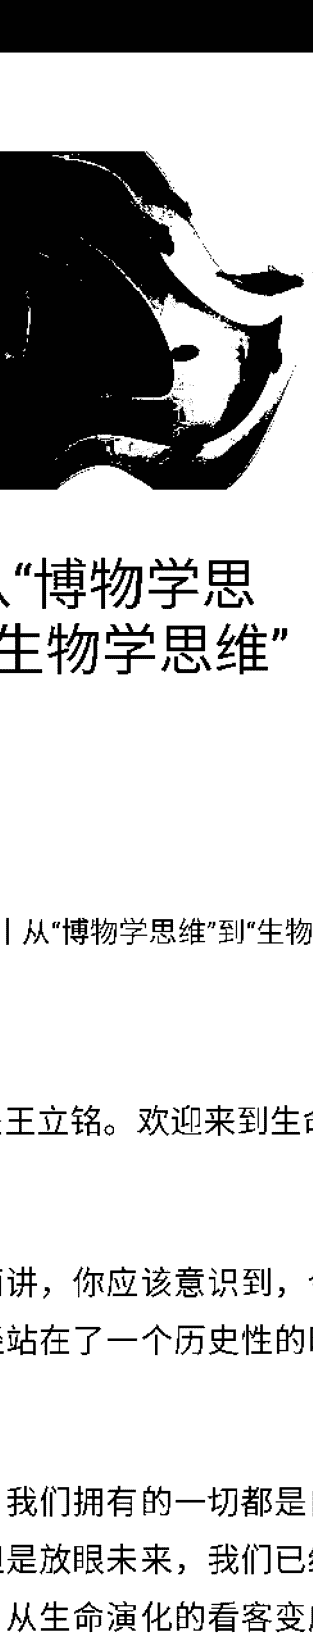 “博物学思
生物学思维”
丨从“博物学思维”到“生物
王立铭。欢迎来到生
讲，你应该意识到，
站在了一个历史性的
我们拥有的一切都是
是放眼未来，我们已
从生命演化的看客变